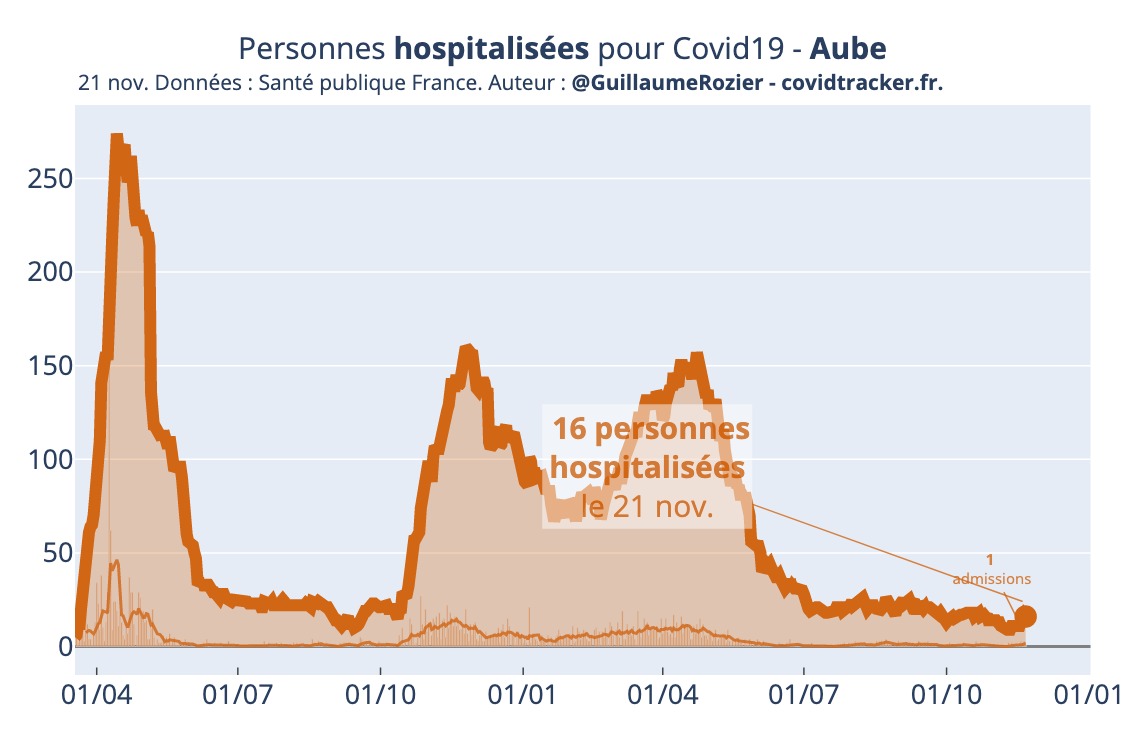 Personnes hospitalisées pour Covid19 - Aube
21 nov. Données : Santé publique France. Auteur : @GuillaumeRozier - covidtracker.fr.
250
200
150
100
50
0
16 personnes
hospitalisées
le 21 nov.
1
admissions
01/04 01/07 01/10 01/01 01/04 01/07 01/10 01/01